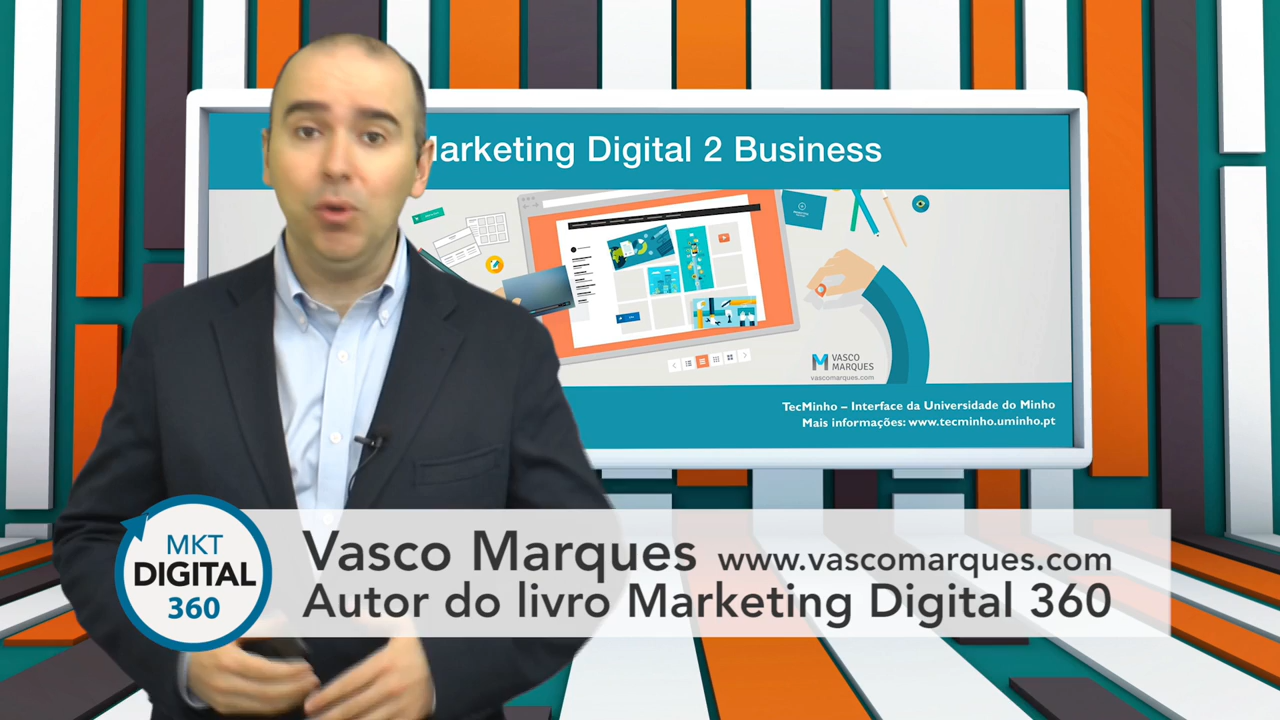 Marketing Digital 2 Business
VASCO
MARQUES
vascomarques.com
TecMinho – Interface da Universidade do Minho
Mais informações: www.tecminho.uminho.pt
MKT
DIGITAL
360
Vasco Marques www.vascomarques.com
Autor do livro Marketing Digital 360